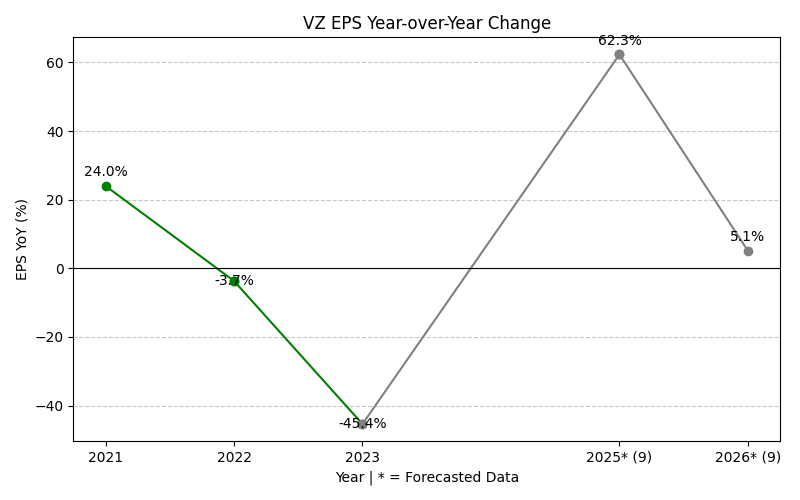 VZ EPS Year-over-Year Change
62.3%
60
40
24.0%
20
5.1%
0
-3.7%
−20
−40
-45.4%
EPS YoY (%)
2021 2022 2023 2025* (9) 2026* (9)
Year | * = Forecasted Data